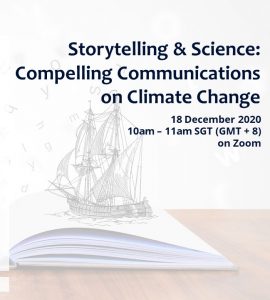 Storytelling & Science:
Compelling Communications
on Climate Change
18 December 2020
10am – 11am SGT (GMT + 8)
on Zoom